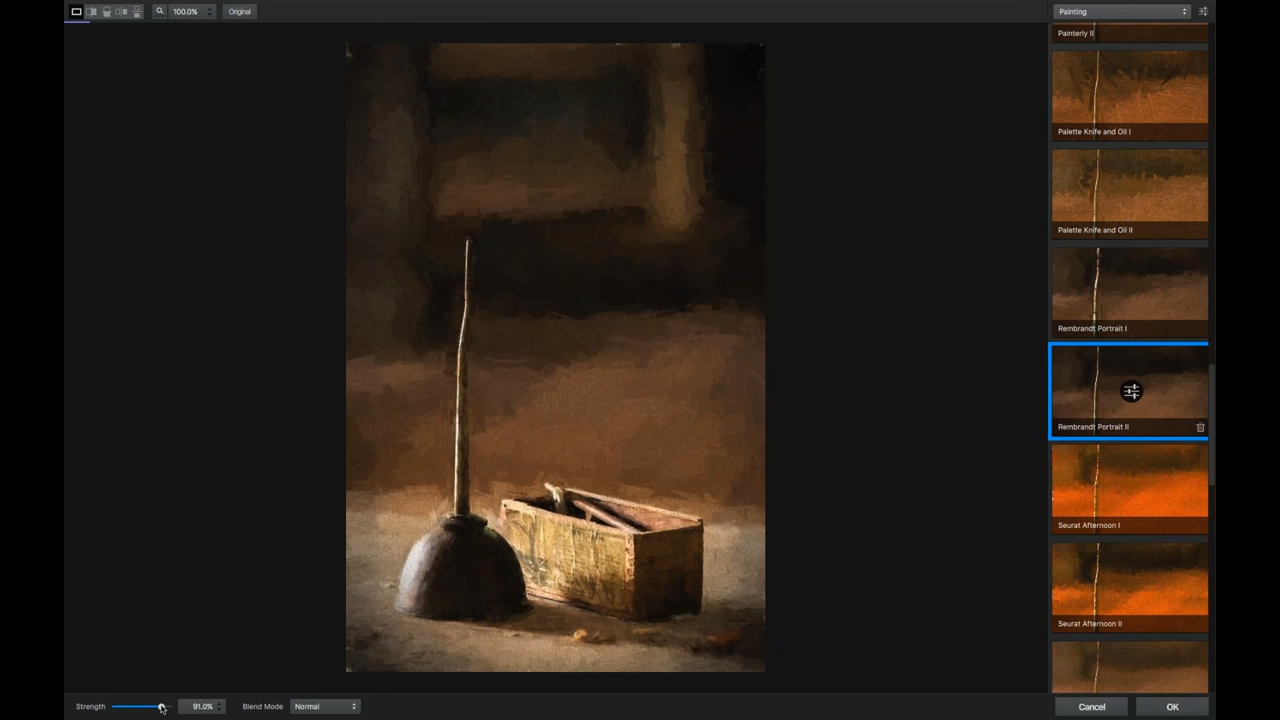 100.0%
Original
Painting
Painterly II
Palette Knife and Oil I
Palette Knife and Oil II
Rembrandt Portrait I
Rembrandt Portrait II
Seurat Afternoon I
Seurat Afternoon II
Strength
91.0%
Blend Mode
Normal
Cancel
OK